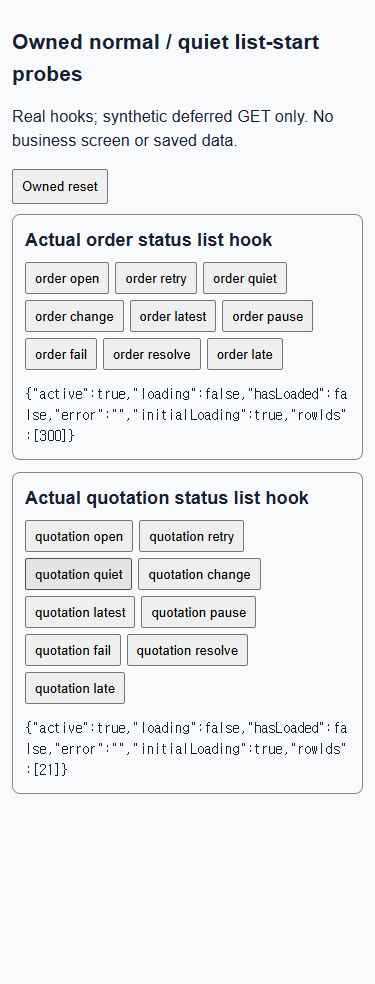 Owned normal / quiet list-start
probes
Real hooks; synthetic deferred GET only. No
business screen or saved data.
Owned reset
Actual order status list hook
order open order retry order quiet
order change order latest order pause
order fail order resolve order late
{"active":true,"loading":false,"hasLoaded":fa
lse,"error":"","initialLoading":true,"rowIds"
:[300]}
Actual quotation status list hook
quotation open quotation retry
quotation quiet quotation change
quotation latest quotation pause
quotation fail quotation resolve
quotation late
{"active":true,"loading":false,"hasLoaded":fa
lse,"error":"","initialLoading":true,"rowIds"
:[21]}